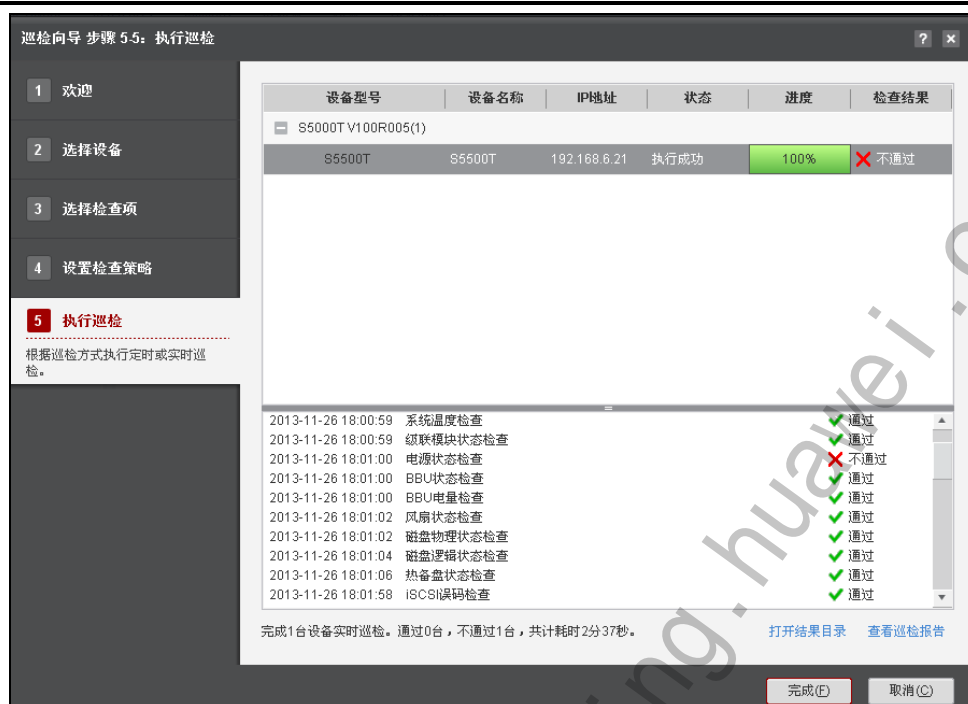 巡检向导 步骤 5-5：执行巡检
? ×
1 欢迎
2 选择设备
3 选择检查项
4 设置检查策略
5 执行巡检
根据巡检方式执行定时或实时巡
检。
设备型号 设备名称 IP地址 状态 进度 检查结果
S5000T V100R005(1)
S5500T S5500T 192.168.6.21 执行成功 100% 不通过
2013-11-26 18:00:59 系统温度检查 通过
2013-11-26 18:00:59 级联模块状态检查 通过
2013-11-26 18:01:00 电源状态检查 不通过
2013-11-26 18:01:00 BBU状态检查 通过
2013-11-26 18:01:00 BBU电量检查 通过
2013-11-26 18:01:02 风扇状态检查 通过
2013-11-26 18:01:02 磁盘物理状态检查 通过
2013-11-26 18:01:04 磁盘逻辑状态检查 通过
2013-11-26 18:01:06 热备盘状态检查 通过
2013-11-26 18:01:58 iSCSI误码检查 通过
完成1台设备实时巡检。通过0台，不通过1台，共计耗时2分37秒。
打开结果目录 查看巡检报告
完成(F) 取消(C)
ing.huawei.c